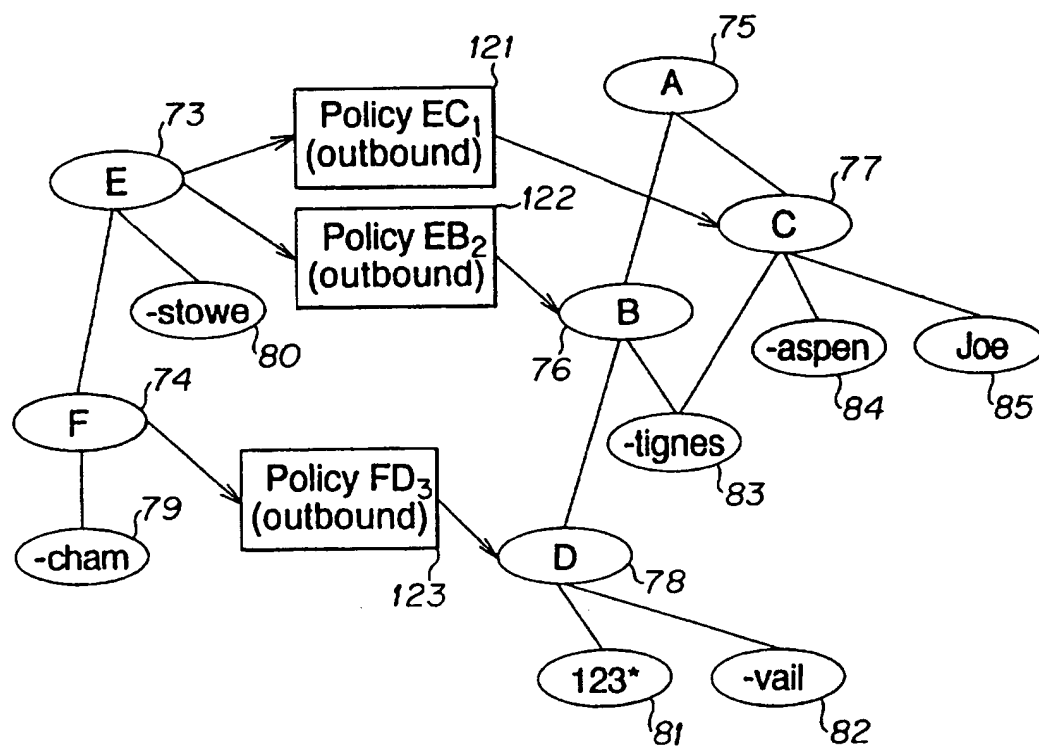 75
121
A
Policy EC1
(outbound)
73
E
77
122
C
Policy EB2
(outbound)
B
-stowe
80
76
-aspen
Joe
84
85
74
F
-tignes
83
Policy FD3
(outbound)
79
-cham
123
D
78
123*
-vail
81
82